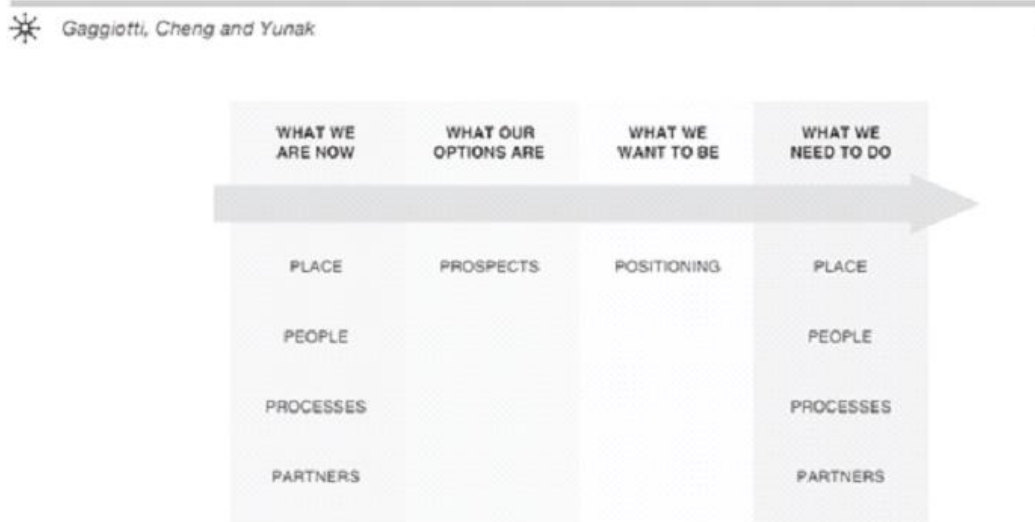 Gaggiotti, Cheng and Yunak
WHAT WE ARE NOW
WHAT OUR OPTIONS ARE
WHAT WE WANT TO BE
WHAT WE NEED TO DO
PLACE PROSPECTS POSITIONING PLACE
PEOPLE PEOPLE
PROCESSES PROCESSES
PARTNERS PARTNERS